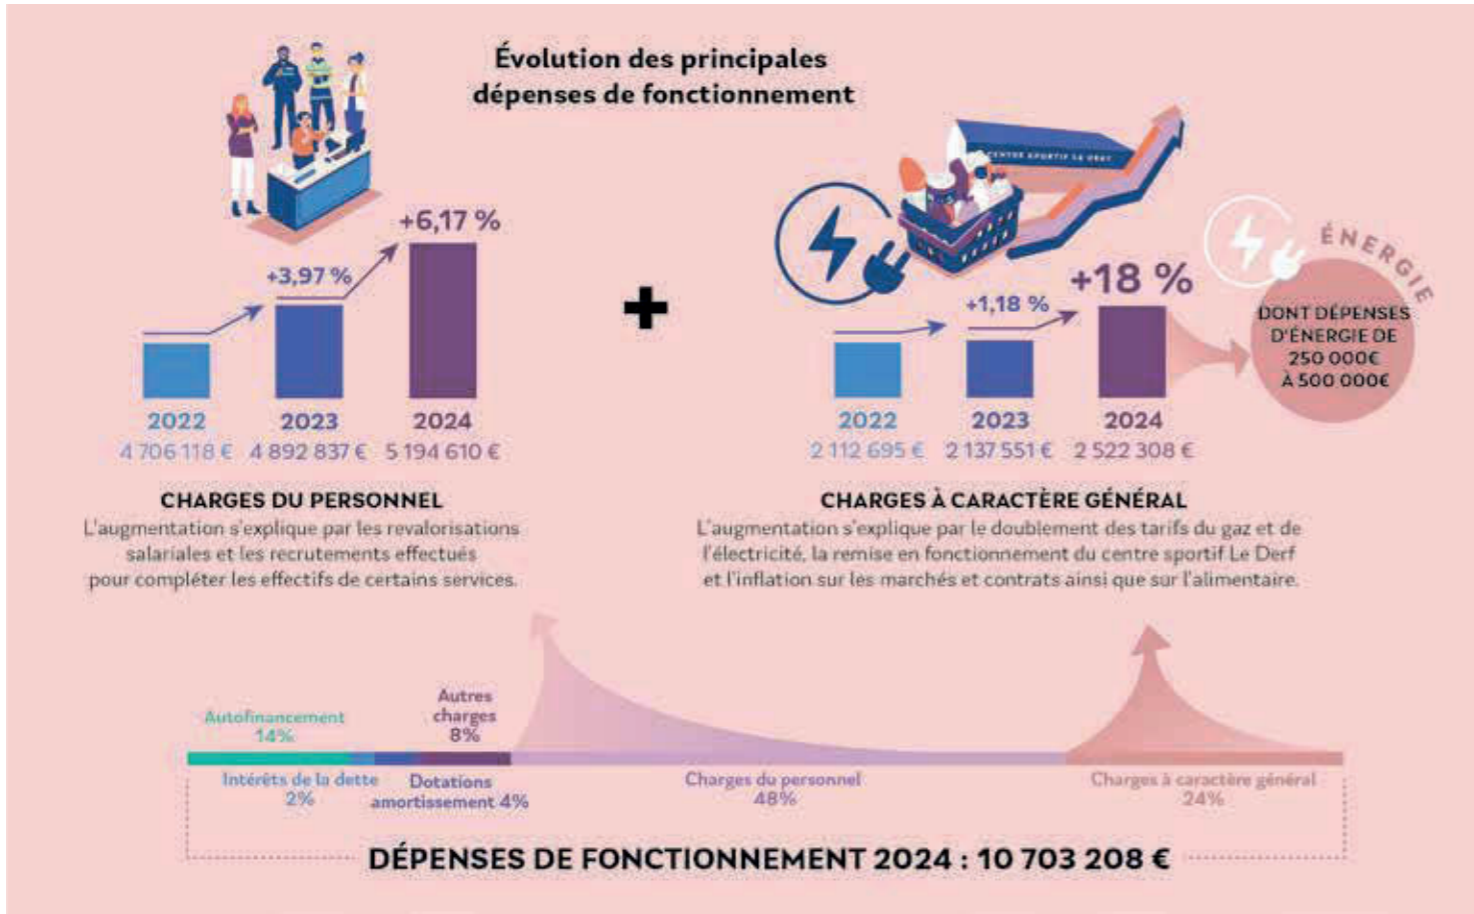 Évolution des principales
dépenses de fonctionnement
+3,97 %
+6,17 %
2022
2023
2024
4 706 118 €
4 892 837 €
5 194 610 €
CHARGES DU PERSONNEL
L'augmentation s'explique par les revalorisations
salariales et les recrutements effectués
pour compléter les effectifs de certains services.
+
CENTRE SPORTIF LE DERF
+1,18 %
+18 %
2022
2023
2024
2 112 695 €
2 137 551 €
2 522 308 €
ÉNERGIE
DONT DÉPENSES
D'ÉNERGIE DE
250 000€
À 500 000€
CHARGES À CARACTÈRE GÉNÉRAL
L'augmentation s'explique par le doublement des tarifs du gaz et de
l'électricité, la remise en fonctionnement du centre sportif Le Derf
et l'inflation sur les marchés et contrats ainsi que sur l'alimentaire.
Autofinancement
14%
Autres
charges
8%
Intérêts de la dette
2%
Dotations
amortissement 4%
Charges du personnel
48%
Charges à caractère général
24%
DÉPENSES DE FONCTIONNEMENT 2024 : 10 703 208 €